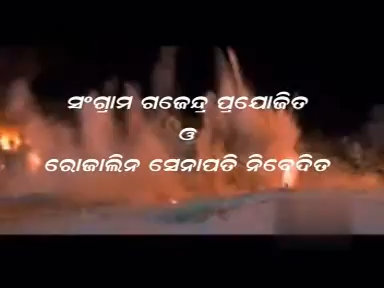 ସଂଗ୍ରାମ ଗଜେନ୍ଦ୍ର ପ୍ରଯୋଜିତ
ଓ
ରୋଜାଲିନ ସେନାପତି ନିବେଦିତ